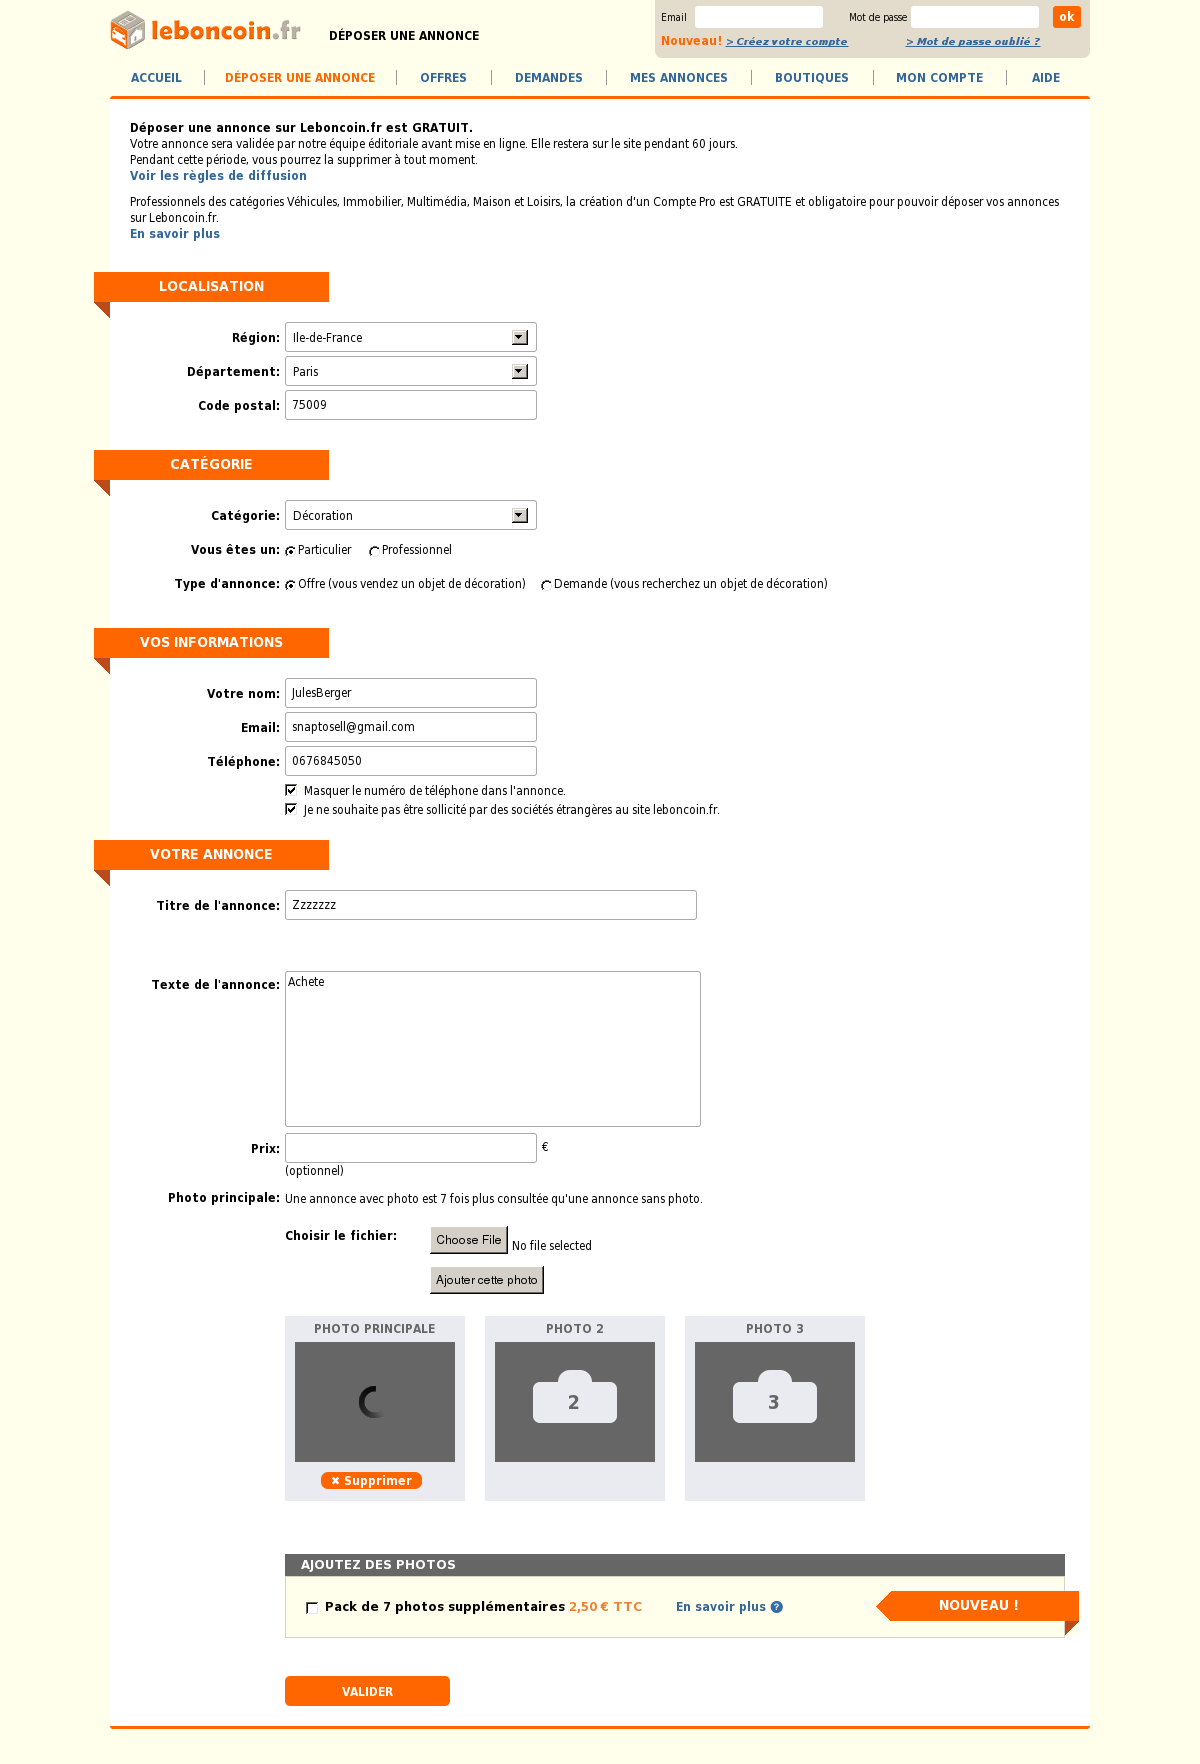 leboncoin.fr
DÉPOSER UNE ANNONCE
Email
Mot de passe
ok
Nouveau! > Créez votre compte
> Mot de passe oublié ?
ACCUEIL
DÉPOSER UNE ANNONCE
OFFRES
DEMANDES
MES ANNONCES
BOUTIQUES
MON COMPTE
AIDE
Déposer une annonce sur Leboncoin.fr est GRATUIT.
Votre annonce sera validée par notre équipe éditoriale avant mise en ligne. Elle restera sur le site pendant 60 jours.
Pendant cette période, vous pourrez la supprimer à tout moment.
Voir les règles de diffusion
Professionnels des catégories Véhicules, Immobilier, Multimédia, Maison et Loisirs, la création d'un Compte Pro est GRATUITE et obligatoire pour pouvoir déposer vos annonces
sur Leboncoin.fr.
En savoir plus
LOCALISATION
Région: Ile-de-France
Département: Paris
Code postal: 75009
CATÉGORIE
Catégorie: Décoration
Vous êtes un: Particulier Professionnel
Type d'annonce: Offre (vous vendez un objet de décoration) Demande (vous recherchez un objet de décoration)
VOS INFORMATIONS
Votre nom: JulesBerger
Email: snaptosell@gmail.com
Téléphone: 0676845050
Masquer le numéro de téléphone dans l'annonce.
Je ne souhaite pas être sollicité par des sociétés étrangères au site leboncoin.fr.
VOTRE ANNONCE
Titre de l'annonce: Zzzzzzz
Texte de l'annonce: Achete
Prix: €
(optionnel)
Photo principale: Une annonce avec photo est 7 fois plus consultée qu'une annonce sans photo.
Choisir le fichier: Choose File No file selected
Ajouter cette photo
PHOTO PRINCIPALE
PHOTO 2
PHOTO 3
2
3
✖ Supprimer
AJOUTEZ DES PHOTOS
Pack de 7 photos supplémentaires 2,50 € TTC
En savoir plus ?
NOUVEAU !
VALIDER